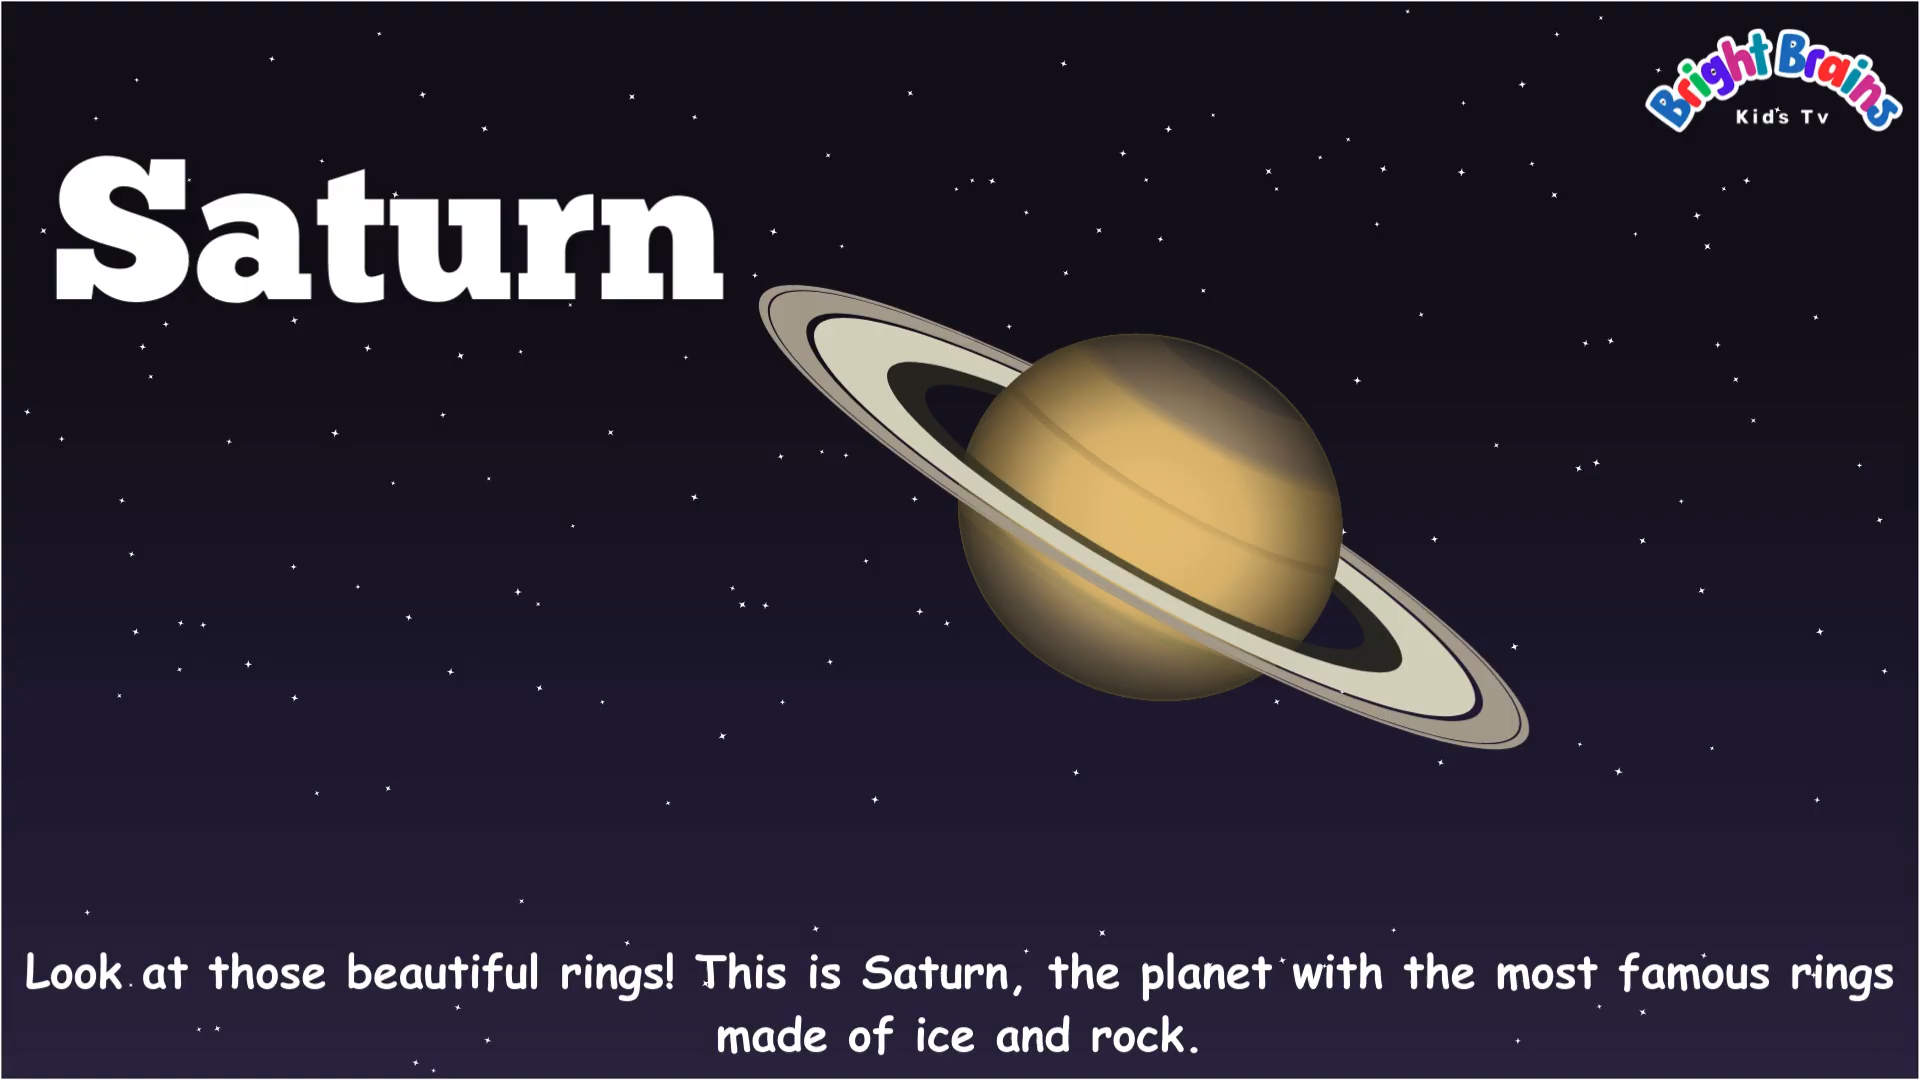 Bright Brains
Kid's Tv
Saturn
Look at those beautiful rings! This is Saturn, the planet with the most famous rings
made of ice and rock.